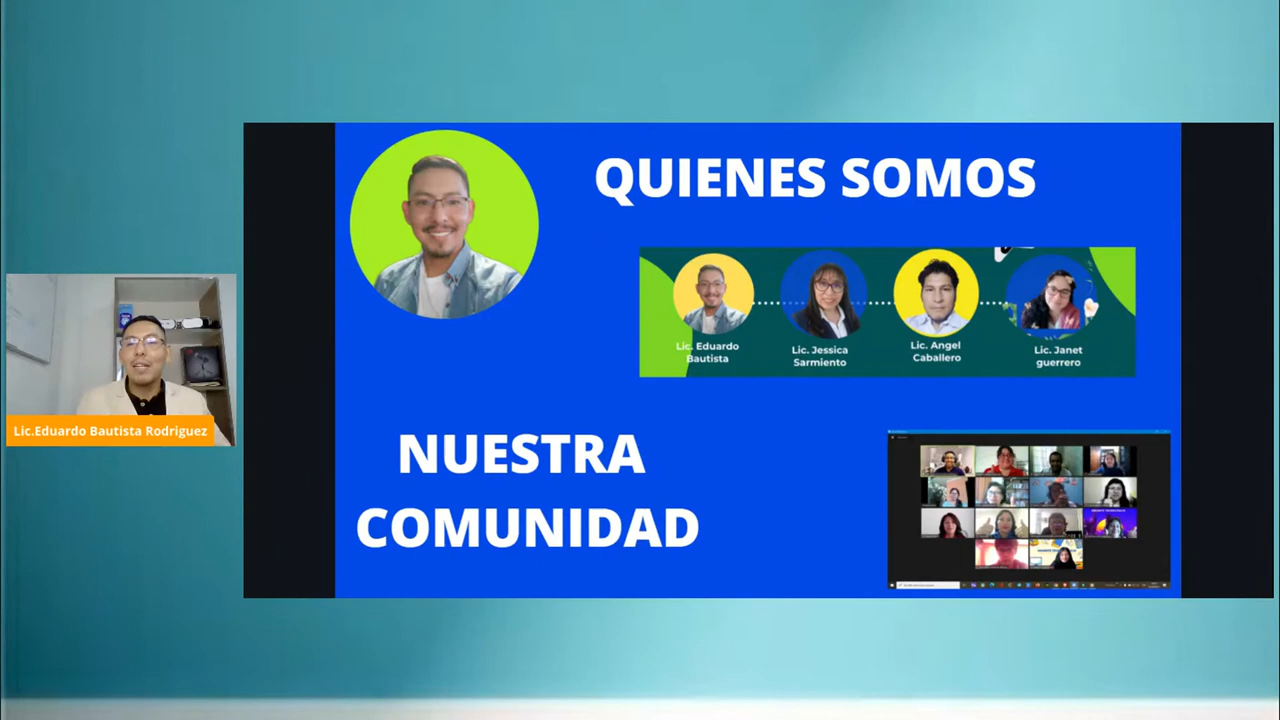 QUIENES SOMOS
Lic. Eduardo
Bautista
Lic. Jessica
Sarmiento
Lic. Angel
Caballero
Lic. Janet
guerrero
Lic.Eduardo Bautista Rodriguez
NUESTRA
COMUNIDAD